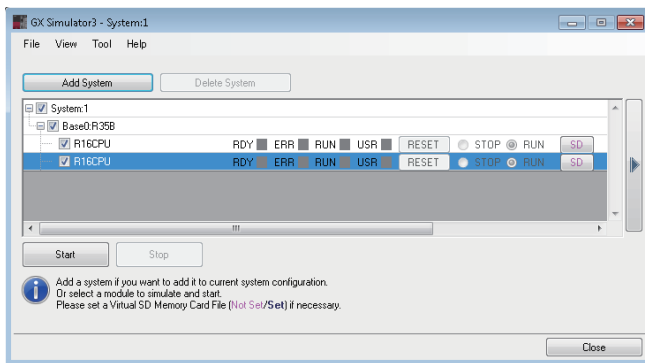 GX Simulator3 - System:1
File View Tool Help
Add System Delete System
System:1
Base0:R35B
R16CPU RDY ERR RUN USR RESET STOP RUN SD
R16CPU RDY ERR RUN USR RESET STOP RUN SD
Start Stop
Add a system if you want to add it to current system configuration.
Or select a module to simulate and start.
Please set a Virtual SD Memory Card File (Not Set/Set) if necessary.
Close